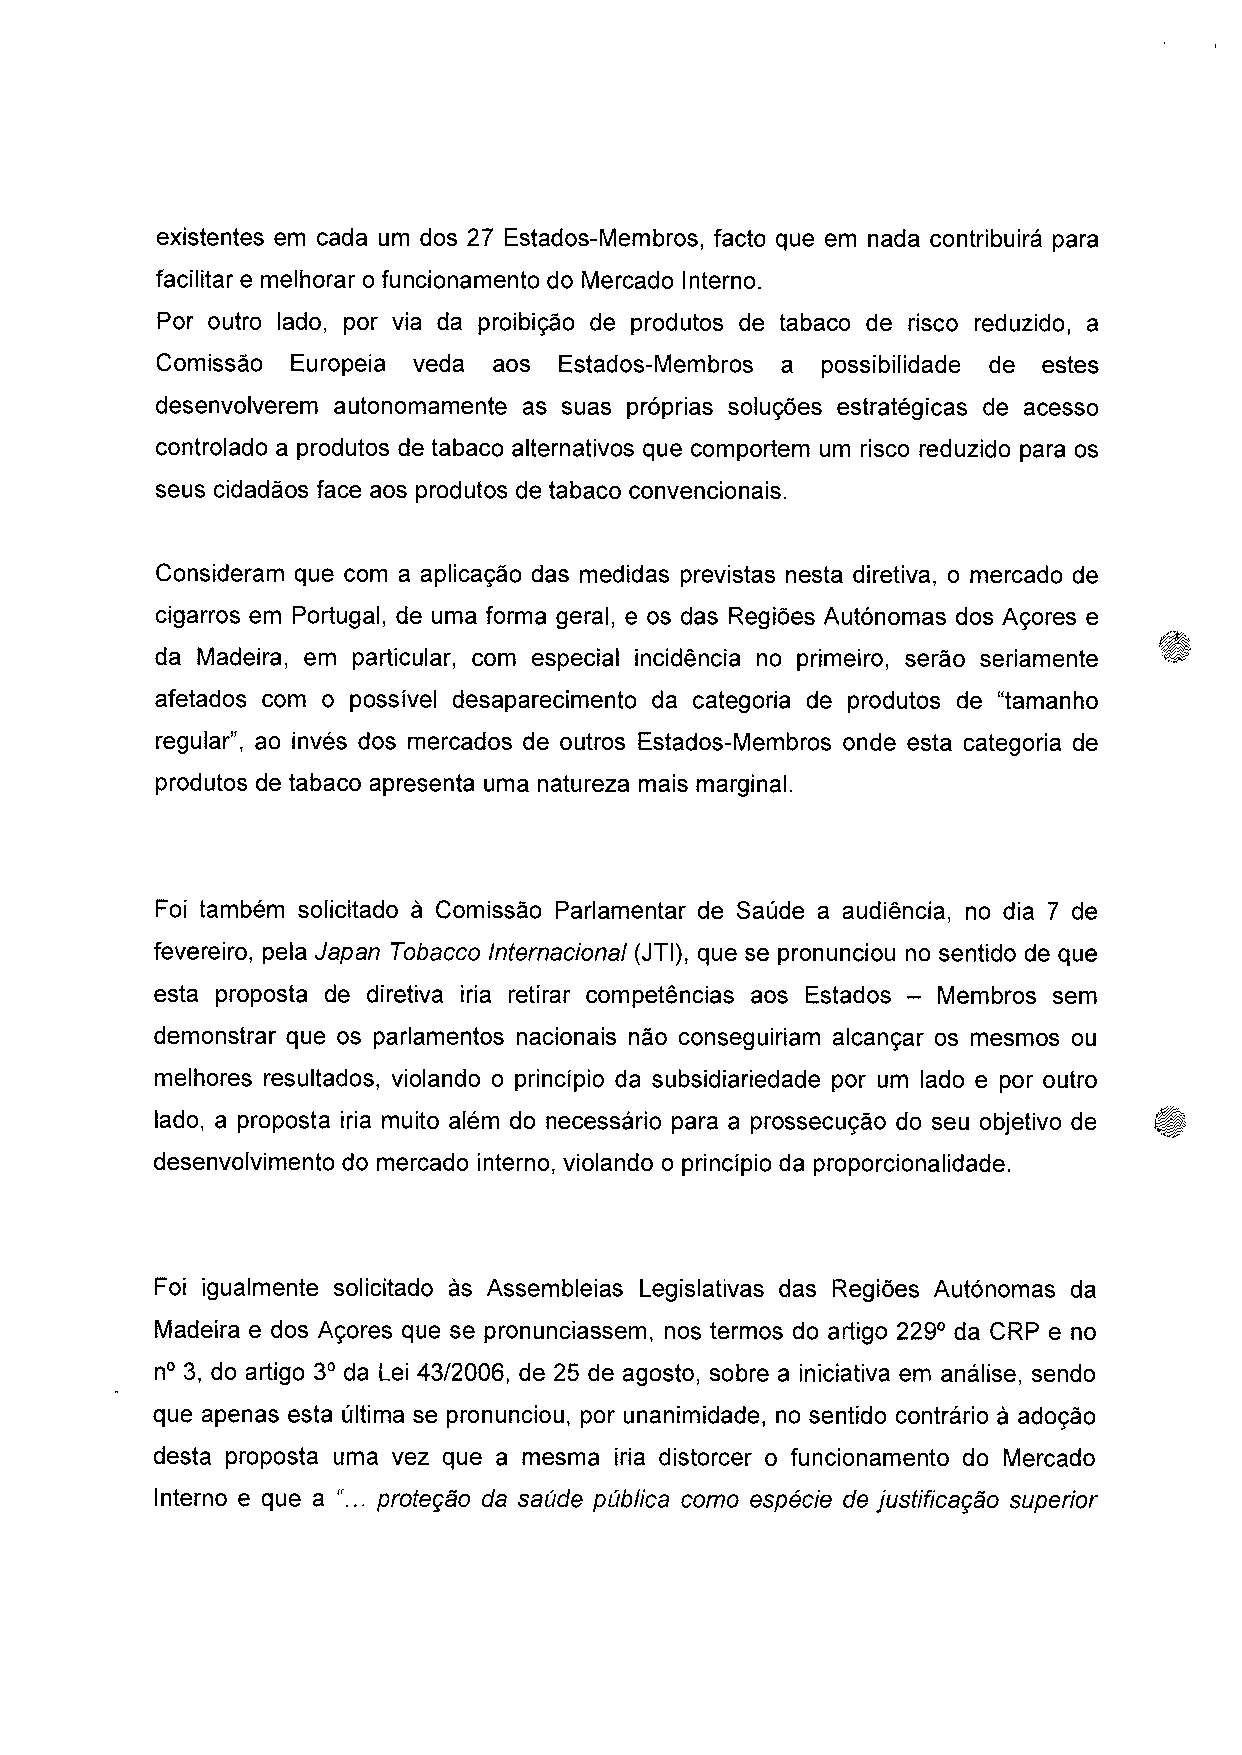 existentes em cada um dos 27 Estados-Membros, facto que em nada contribuirá para
facilitar e melhorar o funcionamento do Mercado Interno.
Por outro lado, por via da proibição de produtos de tabaco de risco reduzido, a
Comissão Europeia veda aos Estados-Membros a possibilidade de estes
desenvolverem autonomamente as suas próprias soluções estratégicas de acesso
controlado a produtos de tabaco alternativos que comportem um risco reduzido para os
seus cidadãos face aos produtos de tabaco convencionais.
Consideram que com a aplicação das medidas previstas nesta diretiva, o mercado de
cigarros em Portugal, de uma forma geral, e os das Regiões Autónomas dos Açores e
da Madeira, em particular, com especial incidência no primeiro, serão seriamente
afetados com o possível desaparecimento da categoria de produtos de “tamanho
regular”, ao invés dos mercados de outros Estados-Membros onde esta categoria de
produtos de tabaco apresenta uma natureza mais marginal.
Foi também solicitado à Comissão Parlamentar de Saúde a audiência, no dia 7 de
fevereiro, pela Japan Tobacco Internacional (JTI), que se pronunciou no sentido de que
esta proposta de diretiva iria retirar competências aos Estados – Membros sem
demonstrar que os parlamentos nacionais não conseguiriam alcançar os mesmos ou
melhores resultados, violando o princípio da subsidiariedade por um lado e por outro
lado, a proposta iria muito além do necessário para a prossecução do seu objetivo de
desenvolvimento do mercado interno, violando o princípio da proporcionalidade.
Foi igualmente solicitado às Assembleias Legislativas das Regiões Autónomas da
Madeira e dos Açores que se pronunciassem, nos termos do artigo 229º da CRP e no
nº 3, do artigo 3º da Lei 43/2006, de 25 de agosto, sobre a iniciativa em análise, sendo
que apenas esta última se pronunciou, por unanimidade, no sentido contrário à adoção
desta proposta uma vez que a mesma iria distorcer o funcionamento do Mercado
Interno e que a “... proteção da saúde pública como espécie de justificação superior